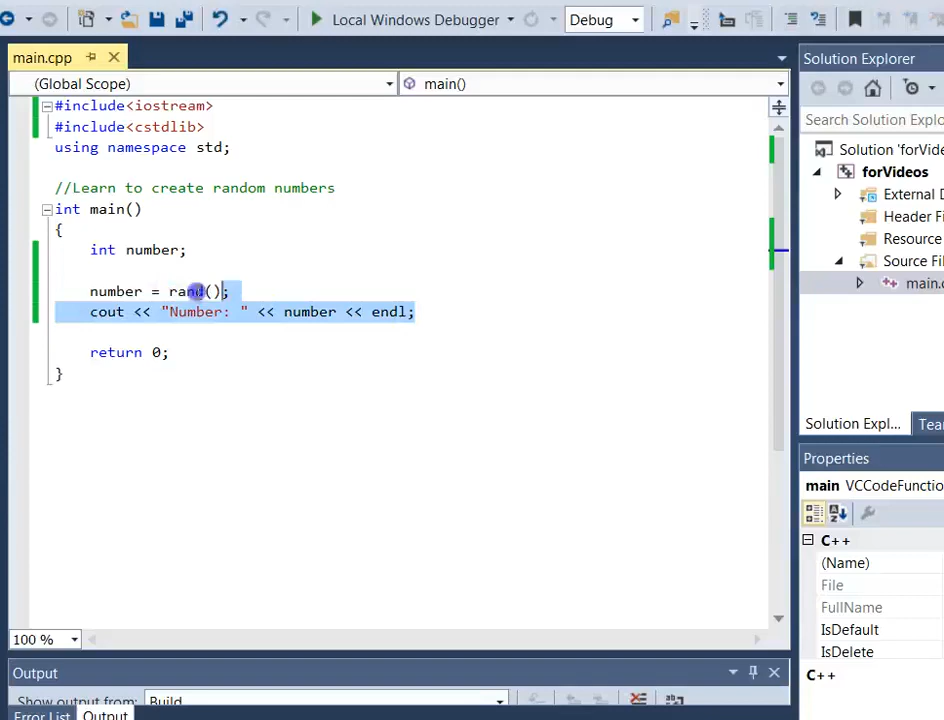 Local Windows Debugger
Debug
main.cpp
(Global Scope)
main()
#include<iostream>
#include<cstdlib>
using namespace std;
//Learn to create random numbers
int main()
{
int number;
number = rand();
cout << "Number: " << number << endl;
return 0;
}
100 %
Output
Show output from:
Build
Error List
Output
Solution Explorer
Search Solution Explo
Solution 'forVide
forVideos
External D
Header Fi
Resource
Source Fil
main.c
Solution Expl...
Tea
Properties
main VCCodeFunctio
C++
(Name)
File
FullName
IsDefault
IsDelete
C++